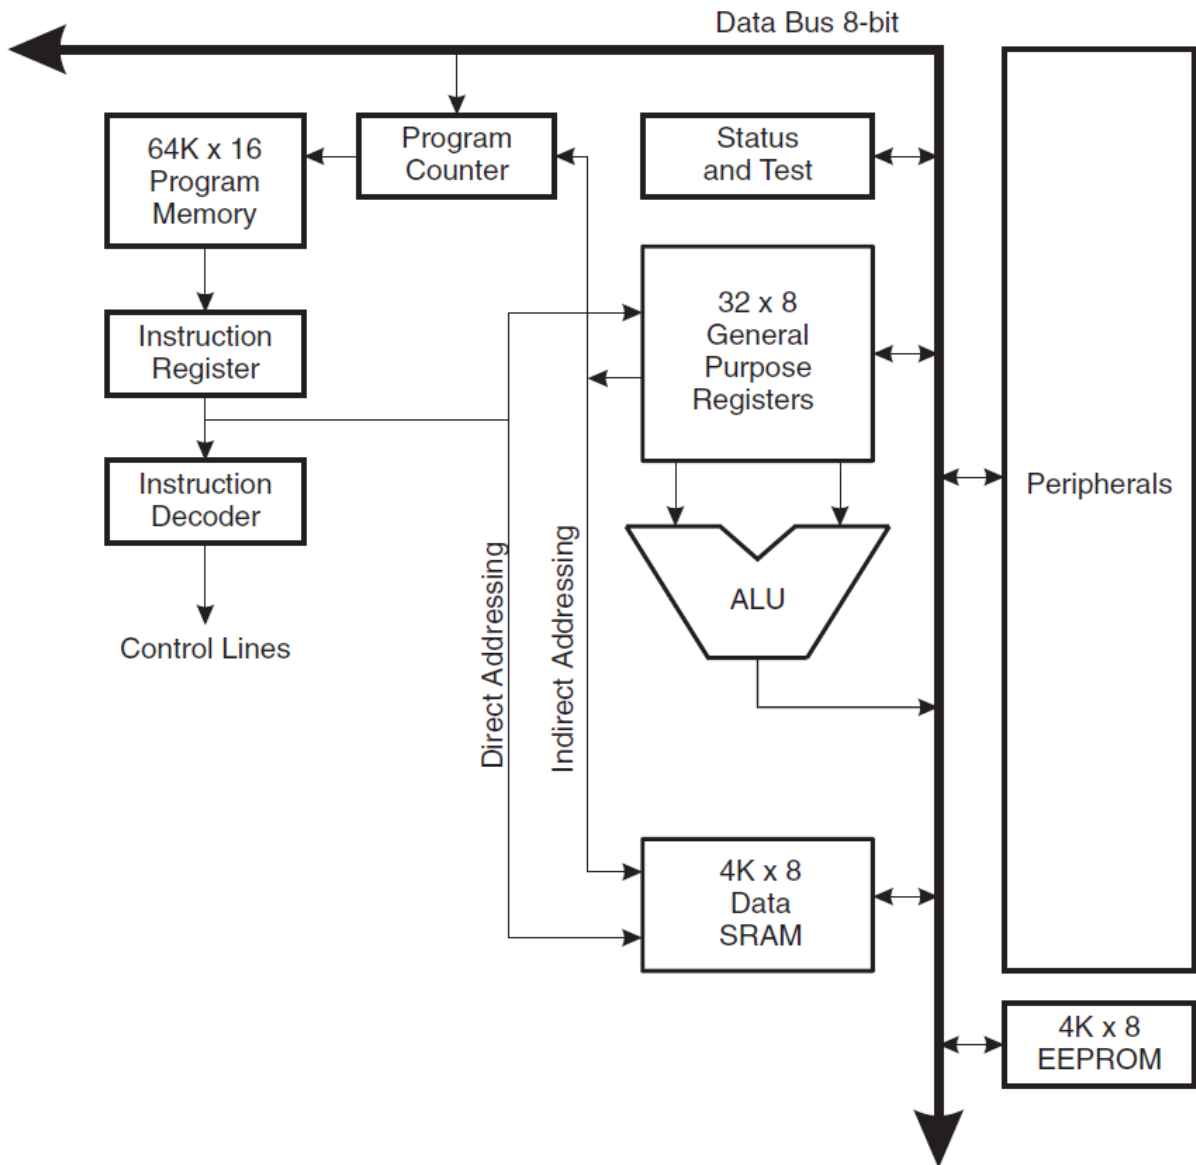 Data Bus 8-bit
64K x 16
Program
Memory
Program
Counter
Status
and Test
Instruction
Register
32 x 8
General
Purpose
Registers
Instruction
Decoder
Control Lines
Direct Addressing
Indirect Addressing
ALU
Peripherals
4K x 8
Data
SRAM
4K x 8
EEPROM